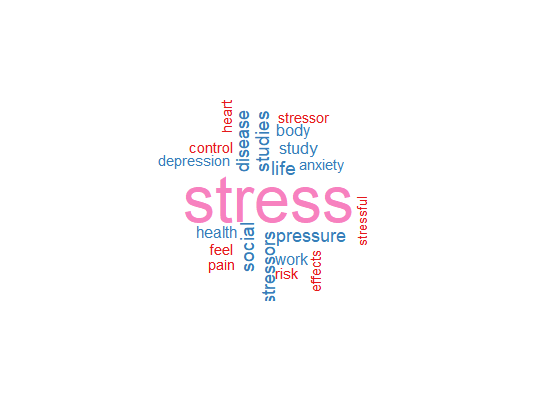 heart
disease
studies
stressor
body
control
study
depression
life
anxiety
stress
stressful
health
social
stressors
pressure
feel
work
pain
risk
effects